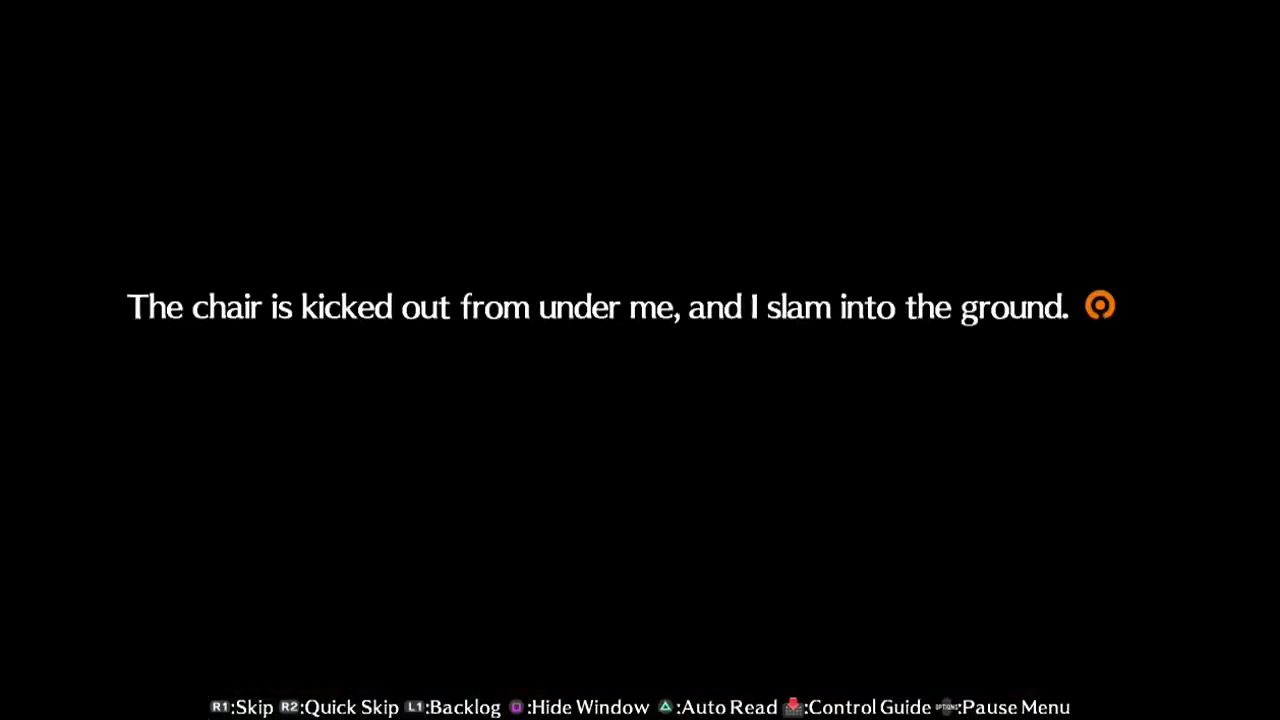 The chair is kicked out from under me, and I slam into the ground.
R1:Skip R2:Quick Skip L1:Backlog :Hide Window :Auto Read :Control Guide OPTIONS:Pause Menu